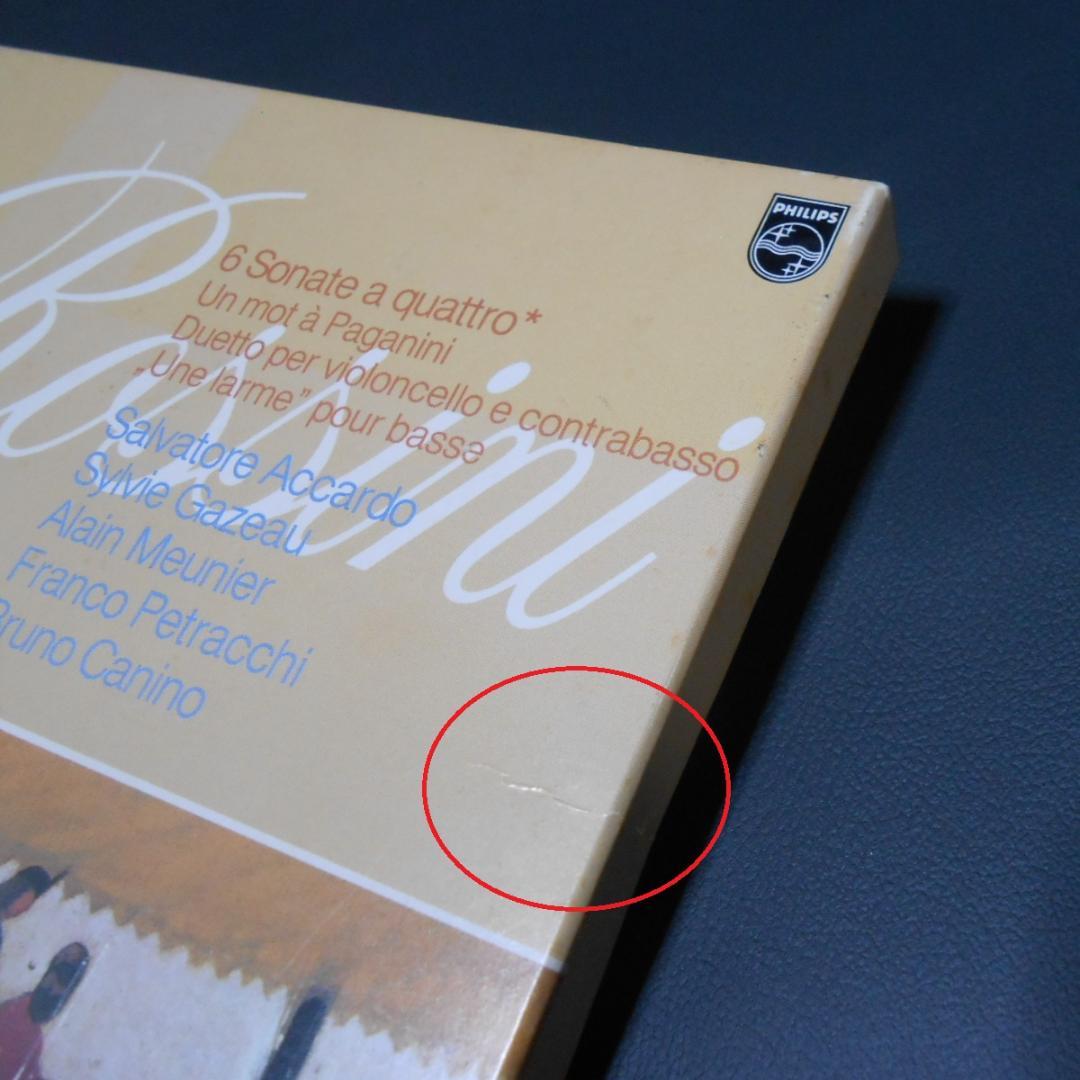 PHILIPS
Rossini
6 Sonate a quattro*
Un mot à Paganini
Duetto per violoncello e contrabasso
„Une larme” pour basse
Salvatore Accardo
Sylvie Gazeau
Alain Meunier
Franco Petracchi
Bruno Canino